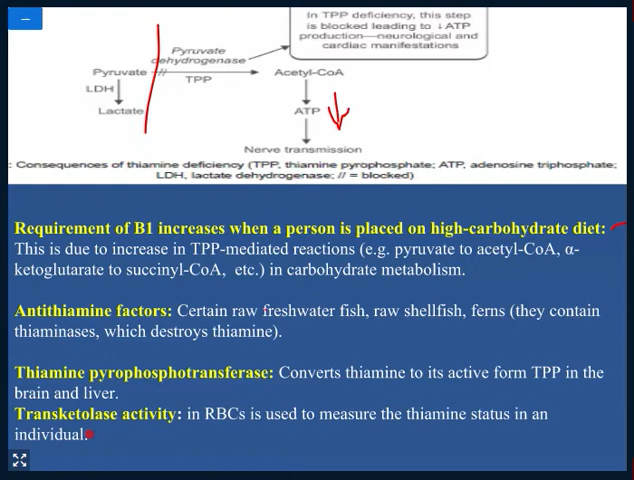 In TPP deficiency, this step
is blocked leading to ↓ATP
production—neurological and
cardiac manifestations
Pyruvate
dehydrogenase
Pyruvate // Acetyl-CoA
TPP
LDH
Lactate ATP
Nerve transmission
: Consequences of thiamine deficiency (TPP, thiamine pyrophosphate; ATP, adenosine triphosphate;
LDH, lactate dehydrogenase; // = blocked)
Requirement of B1 increases when a person is placed on high-carbohydrate diet:
This is due to increase in TPP-mediated reactions (e.g. pyruvate to acetyl-CoA, α-
ketoglutarate to succinyl-CoA, etc.) in carbohydrate metabolism.
Antithiamine factors: Certain raw freshwater fish, raw shellfish, ferns (they contain
thiaminases, which destroys thiamine).
Thiamine pyrophosphotransferase: Converts thiamine to its active form TPP in the
brain and liver.
Transketolase activity: in RBCs is used to measure the thiamine status in an
individual.